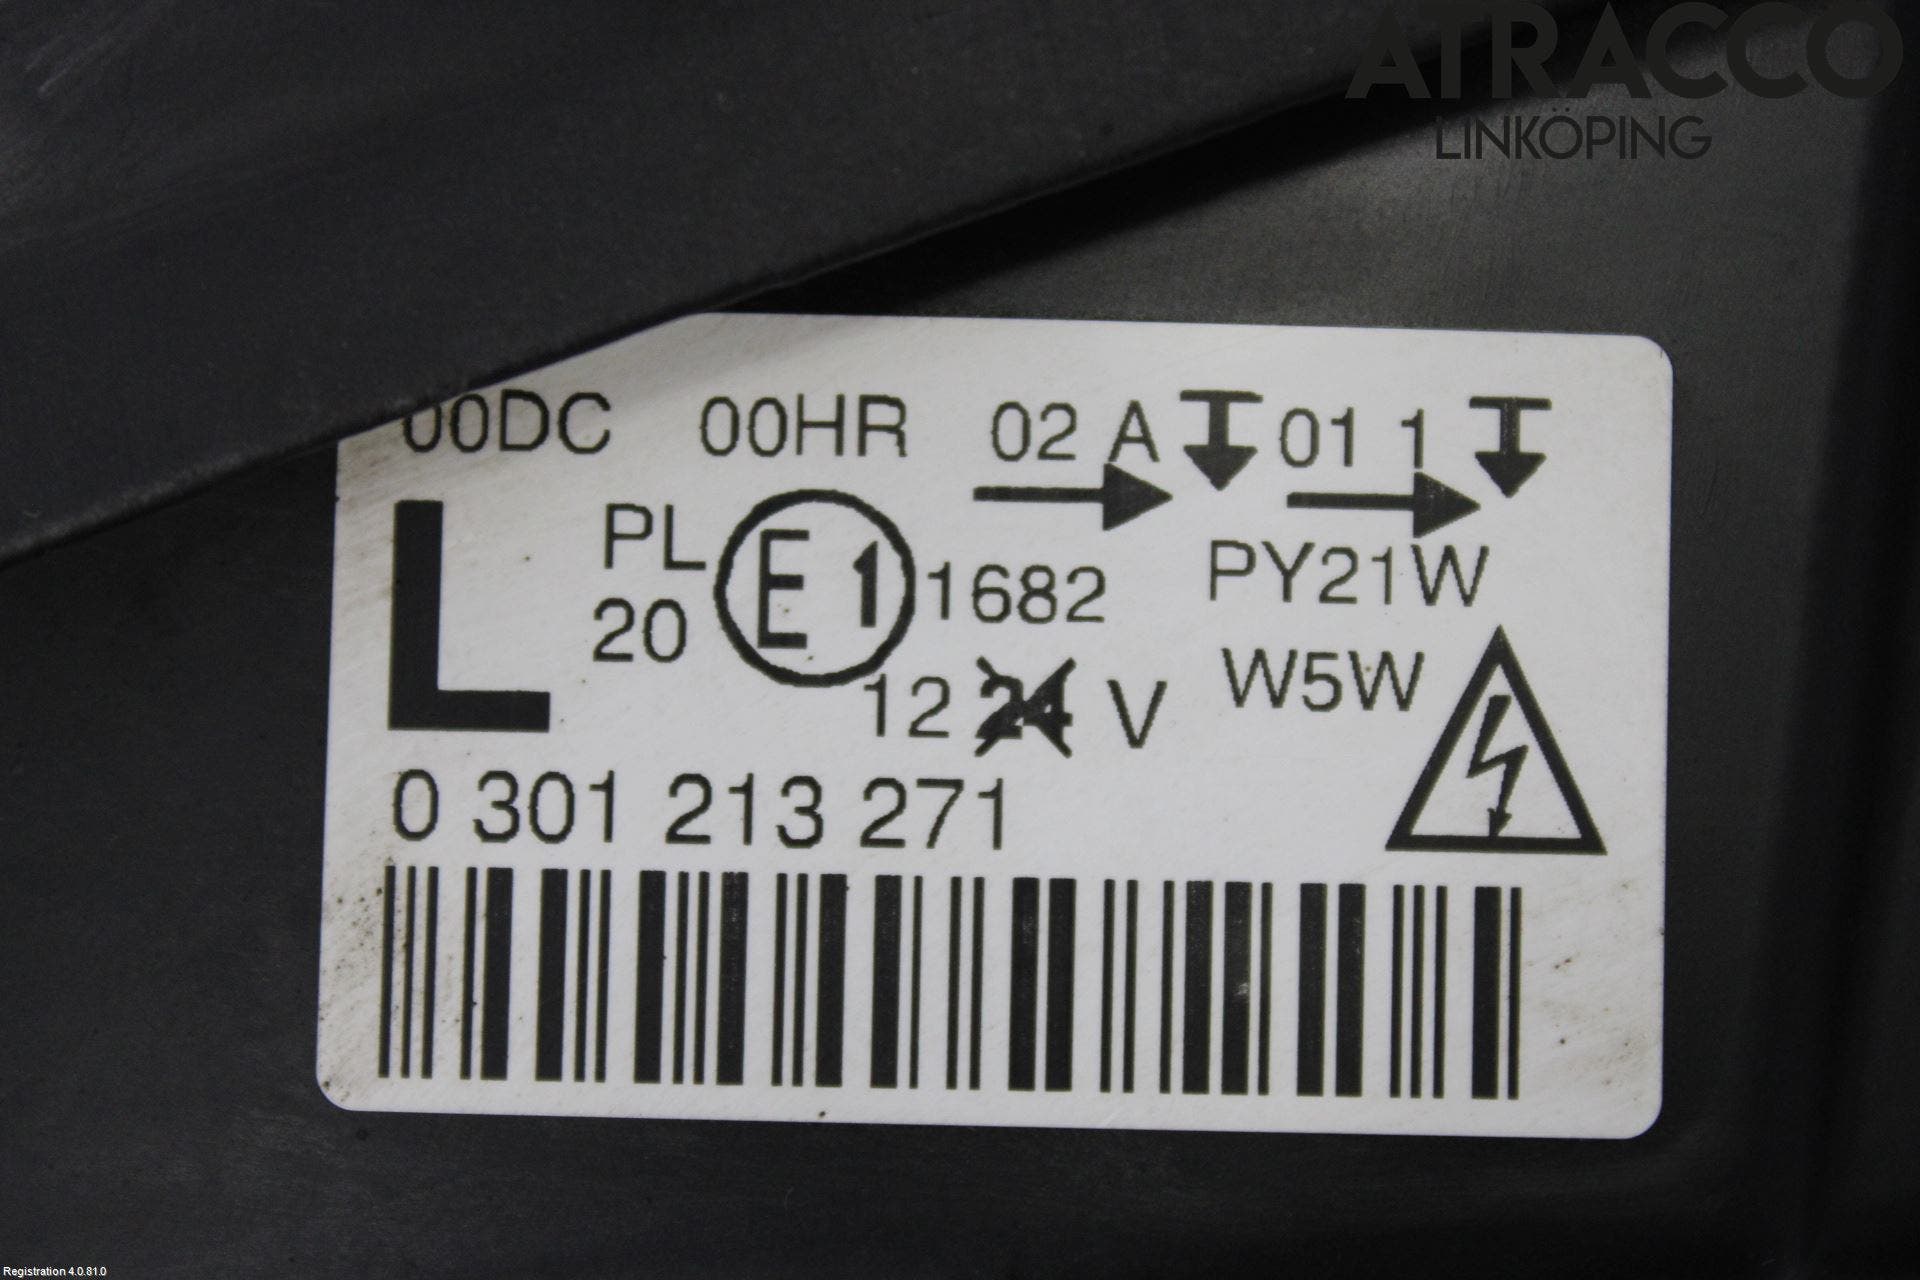 ATRACCO
LINKÖPING
00DC 00HR 02 A 01 1
L PL E1 1682 PY21W
20
12 24 V W5W
0 301 213 271
Registration 4.0.81.0